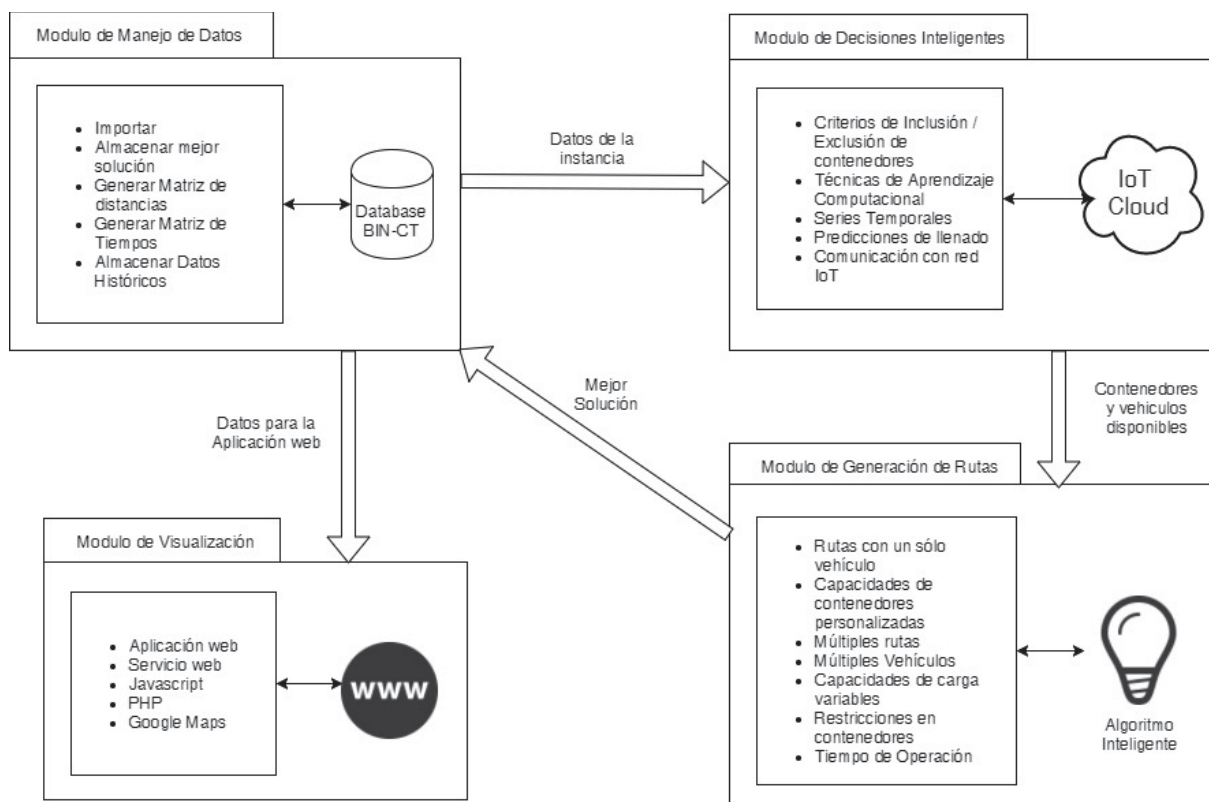 Modulo de Manejo de Datos
Importar
Almacenar mejor
solución
Generar Matriz de
distancias
Generar Matriz de
Tiempos
Almacenar Datos
Históricos
Database
BIN-CT
Datos de la
instancia
Modulo de Decisiones Inteligentes
Criterios de Inclusión /
Exclusión de
contenedores
Técnicas de Aprendizaje
Computacional
Series Temporales
Predicciones de llenado
Comunicación con red
IoT
IoT
Cloud
Datos para la
Aplicación web
Mejor
Solución
Contenedores
y vehiculos
disponibles
Modulo de Visualización
Aplicación web
Servicio web
Javascript
PHP
Google Maps
www
Modulo de Generación de Rutas
Rutas con un sólo
vehículo
Capacidades de
contenedores
personalizadas
Múltiples rutas
Múltiples Vehículos
Capacidades de carga
variables
Restricciones en
contenedores
Tiempo de Operación
Algoritmo
Inteligente